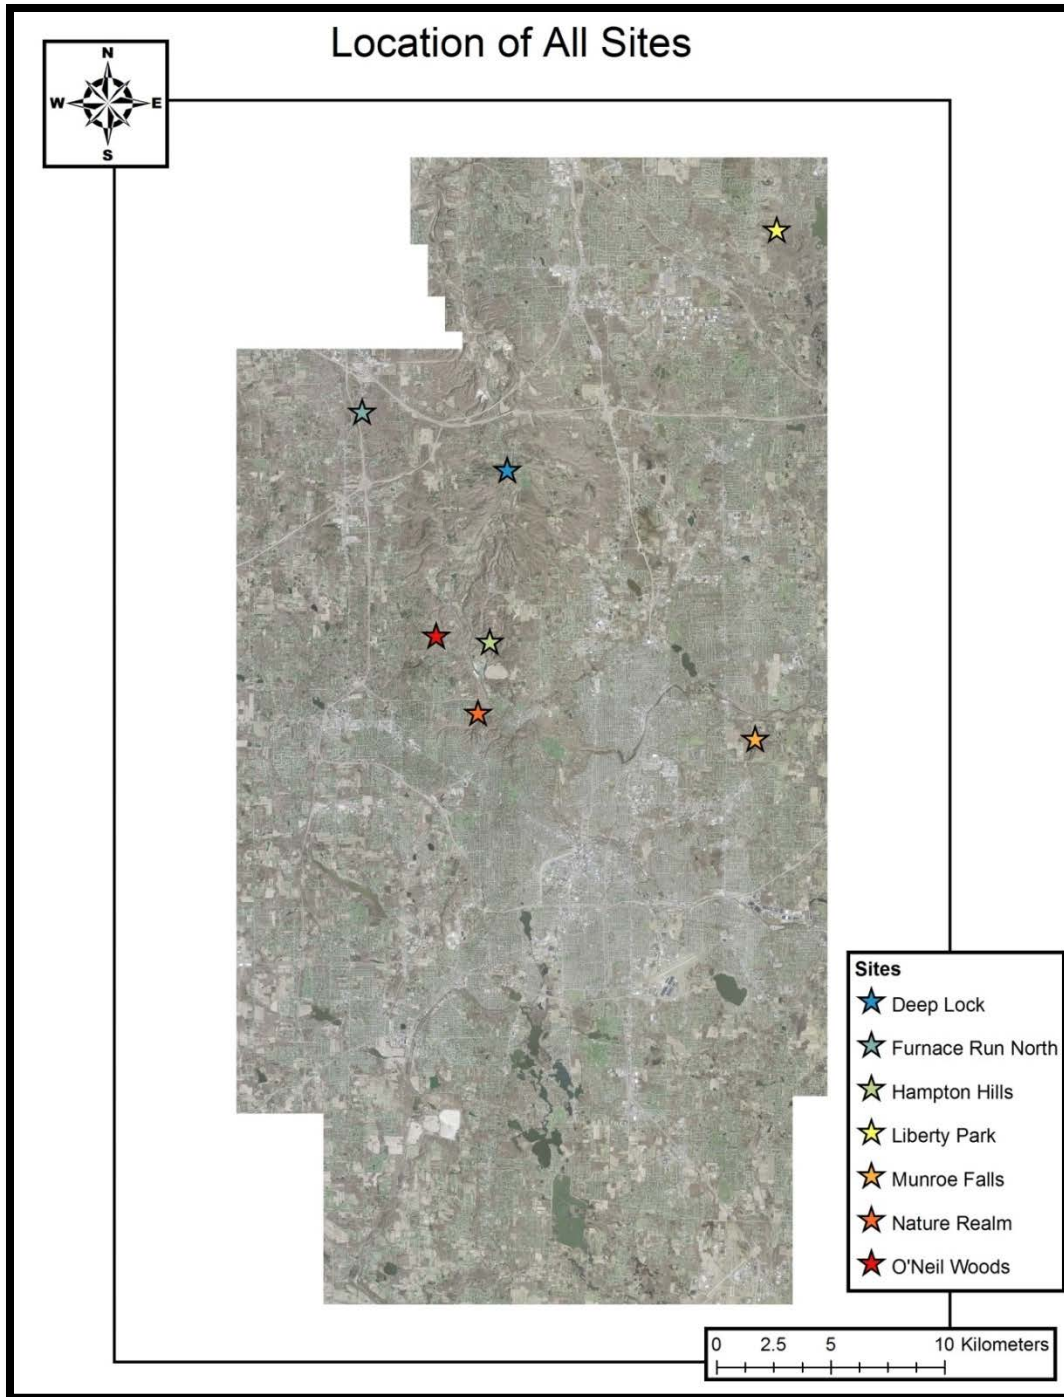 Location of All Sites
N
W E
S
Sites
Deep Lock
Furnace Run North
Hampton Hills
Liberty Park
Munroe Falls
Nature Realm
O'Neil Woods
0 2.5 5 10 Kilometers